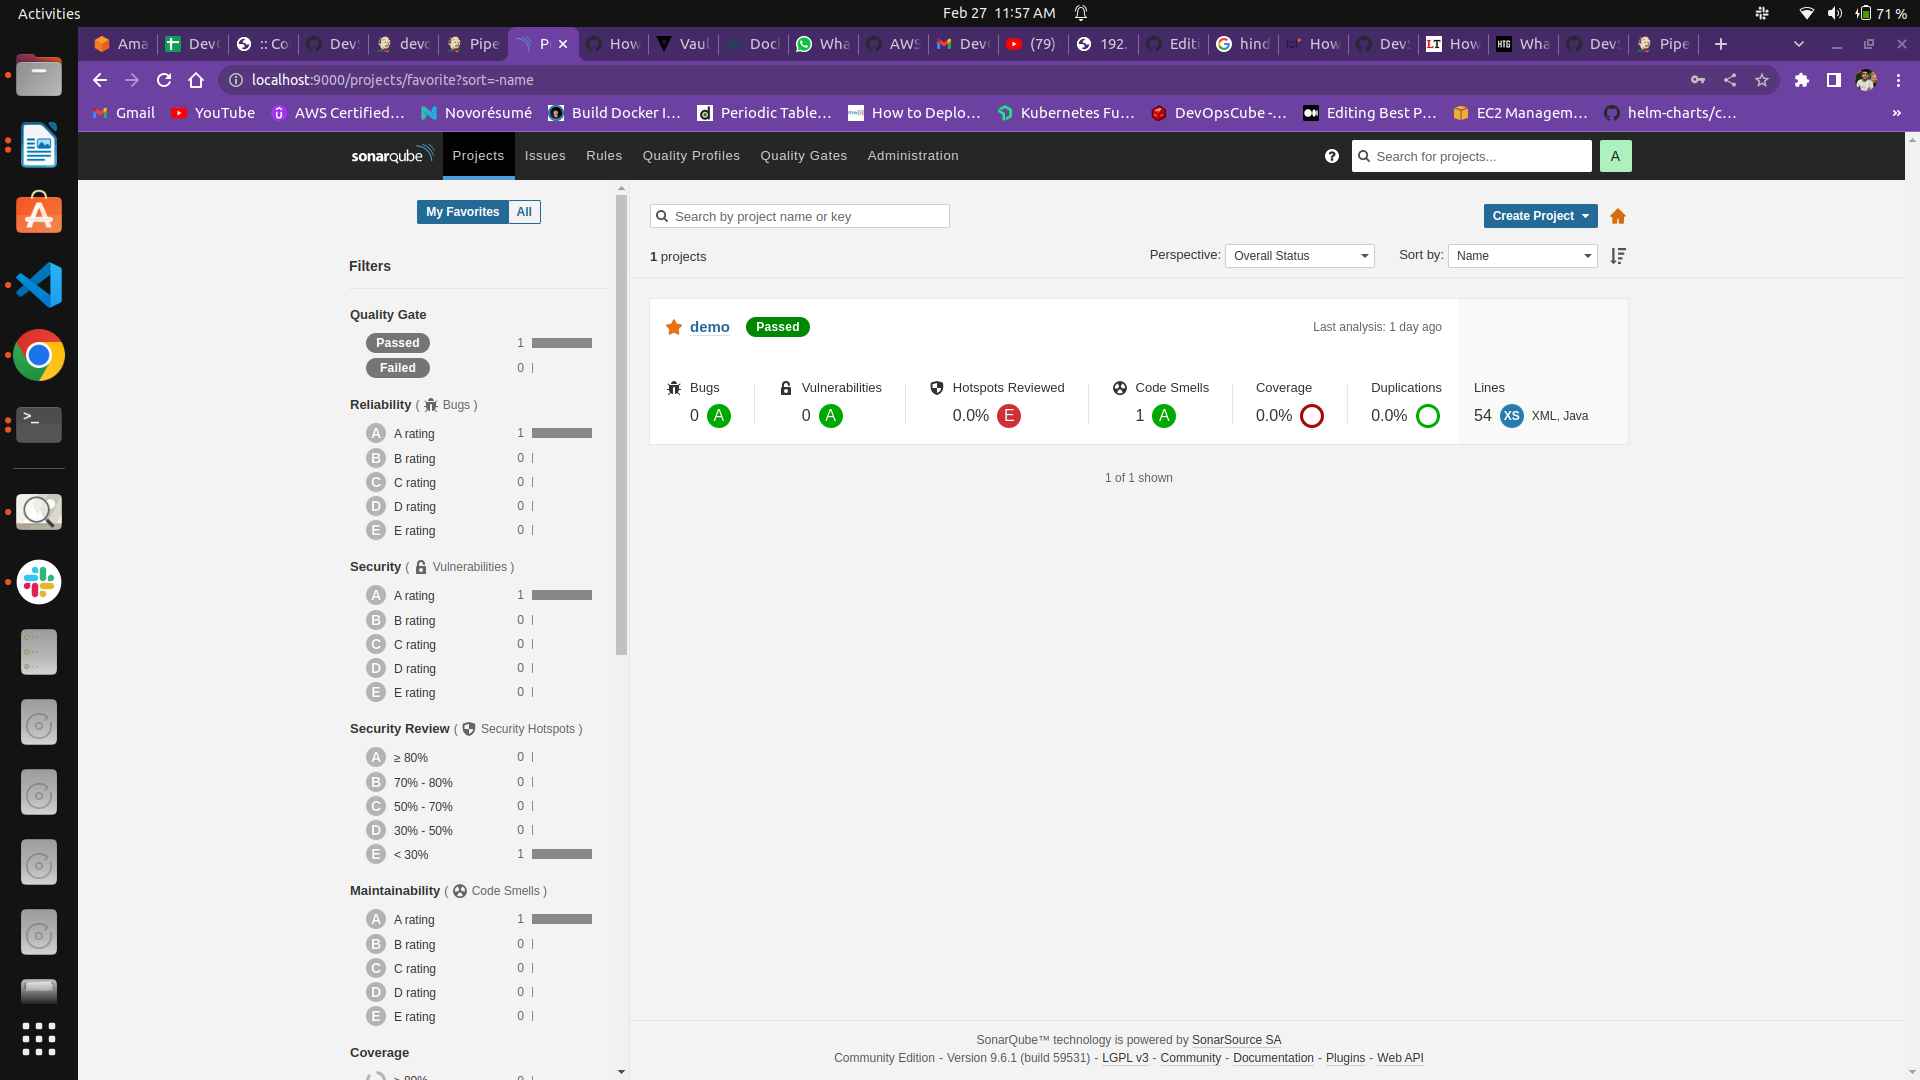 Activities
Feb 27 11:57 AM
71 %
Ama
Dev
:: Co
Dev
devo
Pipe
P
How
Vaul
Doc
Wha
AWS
Dev
(79)
192.
Editi
hind
How
Dev
How
Wha
Dev
Pipe
localhost:9000/projects/favorite?sort=-name
Gmail
YouTube
AWS Certified…
Novorésumé
Build Docker I…
Periodic Table…
How to Deplo…
Kubernetes Fu…
DevOpsCube -…
Editing Best P…
EC2 Managem…
helm-charts/c…
»
sonarqube
Projects
Issues
Rules
Quality Profiles
Quality Gates
Administration
Search for projects...
A
My Favorites
All
Search by project name or key
Create Project
1 projects
Perspective:
Overall Status
Sort by:
Name
Filters
Quality Gate
Passed 1
Failed 0
Reliability ( Bugs )
A A rating 1
B B rating 0
C C rating 0
D D rating 0
E E rating 0
Security ( Vulnerabilities )
A A rating 1
B B rating 0
C C rating 0
D D rating 0
E E rating 0
Security Review ( Security Hotspots )
A ≥ 80% 0
B 70% - 80% 0
C 50% - 70% 0
D 30% - 50% 0
E < 30% 1
Maintainability ( Code Smells )
A A rating 1
B B rating 0
C C rating 0
D D rating 0
E E rating 0
Coverage
demo
Passed
Last analysis: 1 day ago
Bugs
0 A
Vulnerabilities
0 A
Hotspots Reviewed
0.0% E
Code Smells
1 A
Coverage
0.0%
Duplications
0.0%
Lines
54 XS XML, Java
1 of 1 shown
SonarQube™ technology is powered by SonarSource SA
Community Edition - Version 9.6.1 (build 59531) - LGPL v3 - Community - Documentation - Plugins - Web API